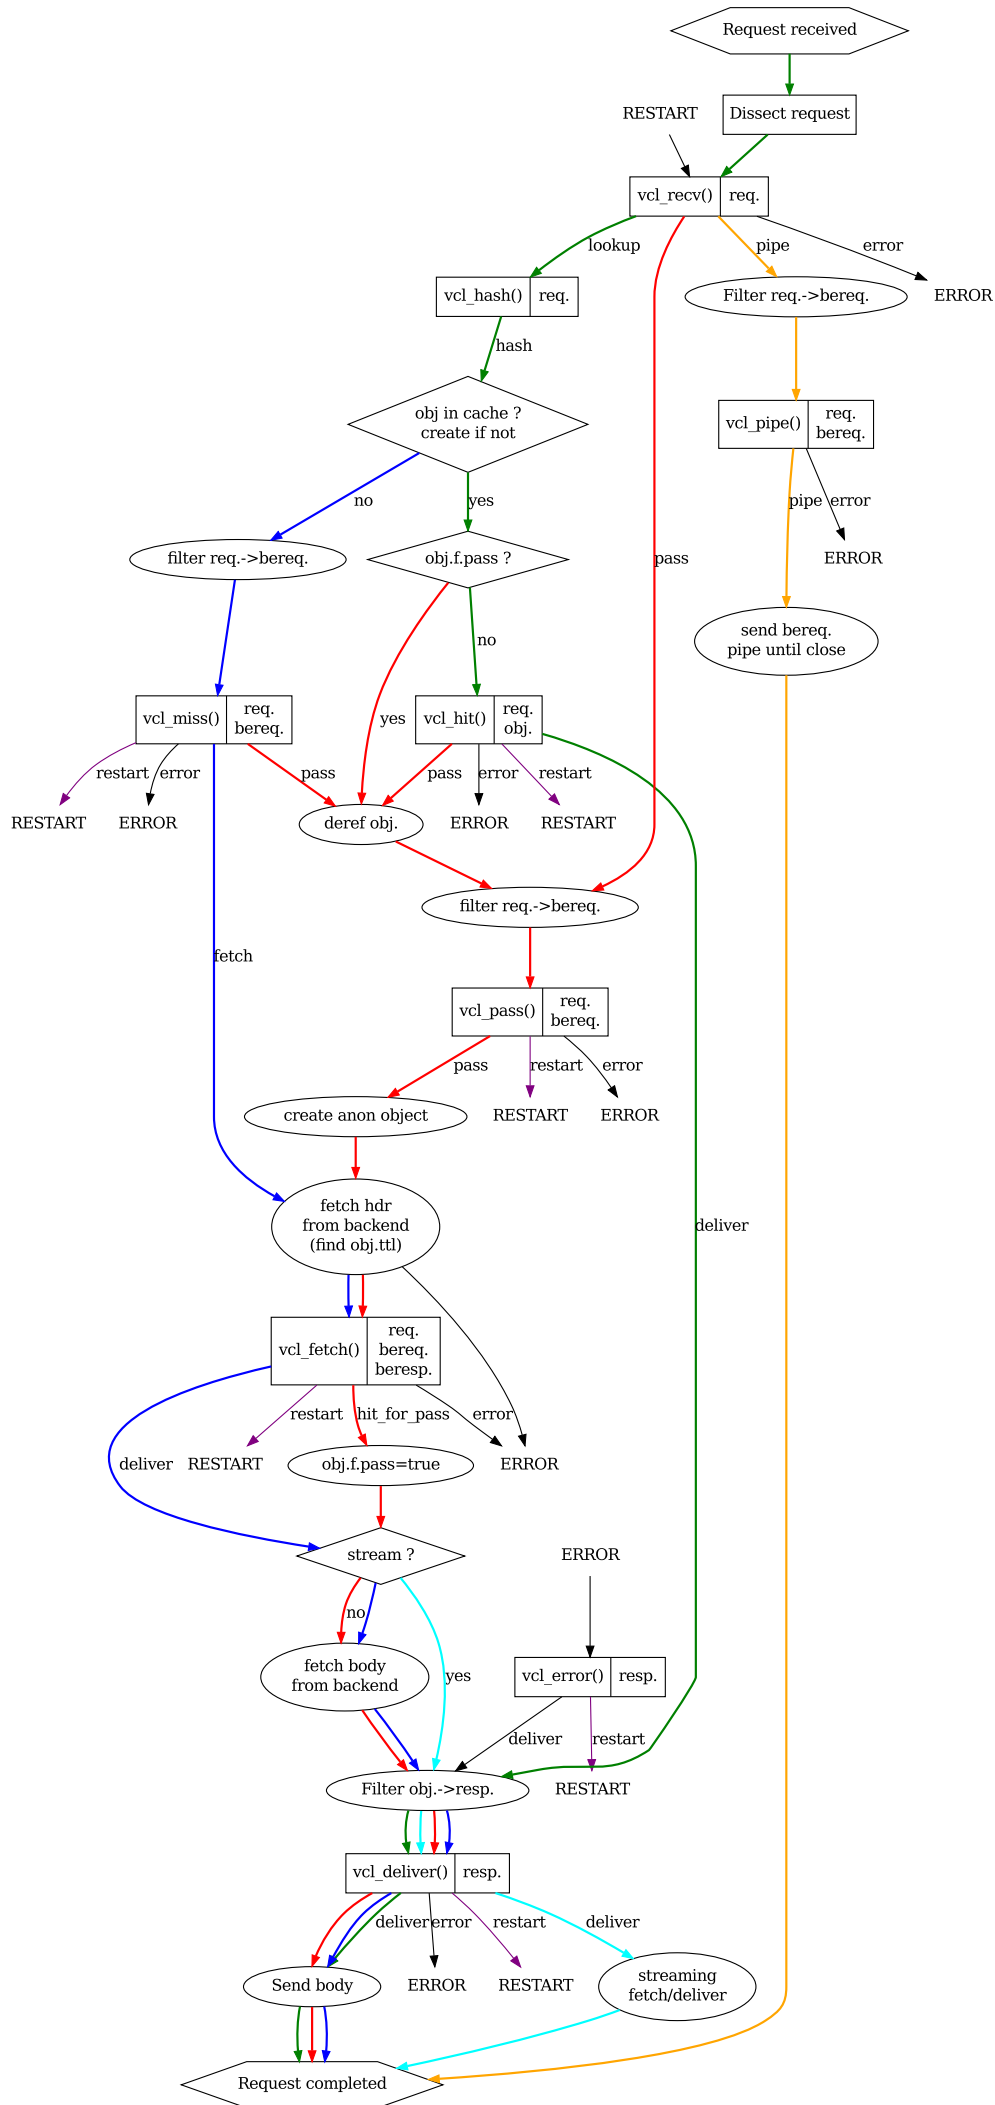 Request received
RESTART
Dissect request
vcl_recv()
req.
lookup
pipe
error
vcl_hash()
req.
Filter req.->bereq.
ERROR
hash
obj in cache ?
create if not
vcl_pipe()
req.
bereq.
no
yes
pipe
error
filter req.->bereq.
obj.f.pass ?
pass
ERROR
send bereq.
pipe until close
no
vcl_miss()
req.
bereq.
yes
vcl_hit()
req.
obj.
restart
error
pass
pass
error
restart
RESTART
ERROR
deref obj.
ERROR
RESTART
filter req.->bereq.
fetch
vcl_pass()
req.
bereq.
pass
restart
error
create anon object
RESTART
ERROR
fetch hdr
from backend
(find obj.ttl)
deliver
vcl_fetch()
req.
bereq.
beresp.
restart
hit_for_pass
error
deliver
RESTART
obj.f.pass=true
ERROR
stream ?
ERROR
no
fetch body
from backend
yes
vcl_error()
resp.
deliver
restart
Filter obj.->resp.
RESTART
vcl_deliver()
resp.
deliver
error
restart
deliver
Send body
ERROR
RESTART
streaming
fetch/deliver
Request completed